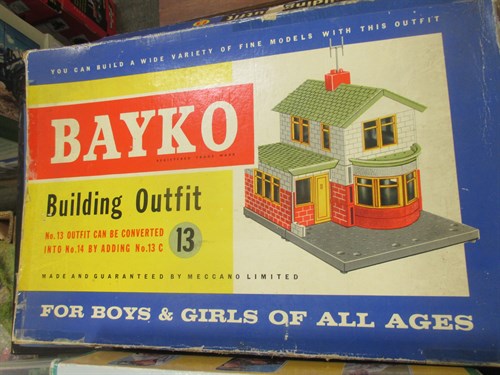 YOU CAN BUILD A WIDE VARIETY OF FINE MODELS WITH THIS OUTFIT
BAYKO
REGISTERED TRADE MARK
Building Outfit
No.13 OUTFIT CAN BE CONVERTED
INTO No.14 BY ADDING No.13 C
13
MADE AND GUARANTEED BY MECCANO LIMITED
FOR BOYS & GIRLS OF ALL AGES